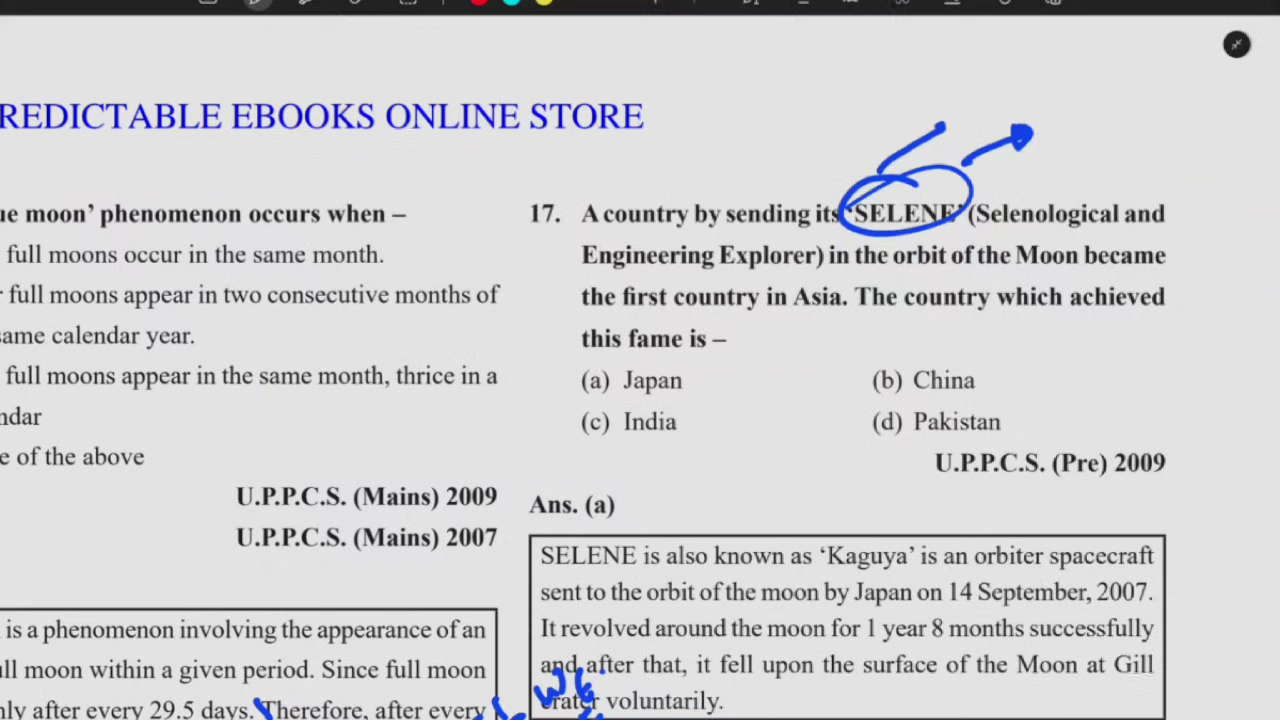 REDICTABLE EBOOKS ONLINE STORE
ue moon’ phenomenon occurs when –
full moons occur in the same month.
r full moons appear in two consecutive months of
same calendar year.
full moons appear in the same month, thrice in a
ndar
e of the above
U.P.P.C.S. (Mains) 2009
U.P.P.C.S. (Mains) 2007
is a phenomenon involving the appearance of an
ull moon within a given period. Since full moon
nly after every 29.5 days. Therefore, after every
17. A country by sending its ‘SELENE’ (Selenological and
Engineering Explorer) in the orbit of the Moon became
the first country in Asia. The country which achieved
this fame is –
(a) Japan (b) China
(c) India (d) Pakistan
U.P.P.C.S. (Pre) 2009
Ans. (a)
SELENE is also known as ‘Kaguya’ is an orbiter spacecraft
sent to the orbit of the moon by Japan on 14 September, 2007.
It revolved around the moon for 1 year 8 months successfully
and after that, it fell upon the surface of the Moon at Gill
crater voluntarily.